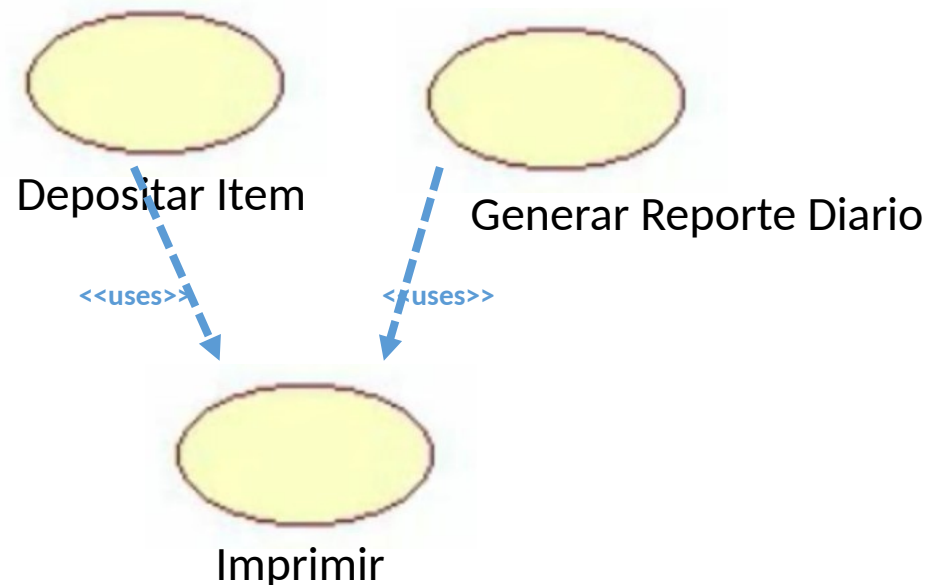 Depositar Item
Generar Reporte Diario
<<uses>>
<<uses>>
Imprimir